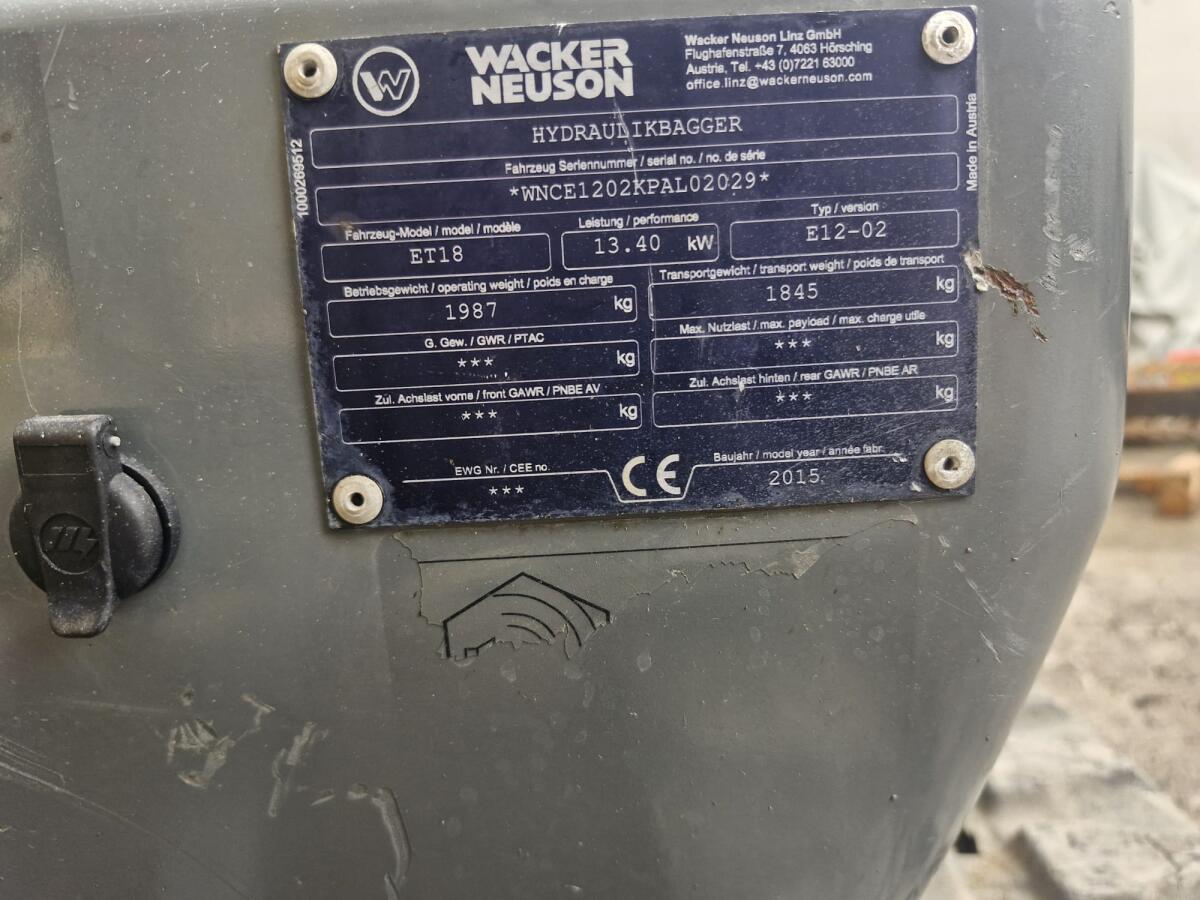 WACKER
NEUSON
Wacker Neuson Linz GmbH
Flughafenstraße 7, 4063 Hörsching
Austria, Tel. +43 (0)7221 63000
office.linz@wackerneuson.com
HYDRAULIKBAGGER
Fahrzeug Seriennummer / serial no. / no. de série
*WNCE1202KPAL02029*
Fahrzeug-Model / model / modèle
ET18
Leistung / performance
13.40 kW
Typ / version
E12-02
Betriebsgewicht / operating weight / poids en charge
1987 kg
Transportgewicht / transport weight / poids de transport
1845 kg
G. Gew. / GWR / PTAC
*** kg
Max. Nutzlast / max. payload / max. charge utile
*** kg
Zul. Achslast vorne / front GAWR / PNBE AV
*** kg
Zul. Achslast hinten / rear GAWR / PNBE AR
*** kg
EWG Nr. / CEE no.
***
CE
Baujahr / model year / année fabr.
2015
1000269512
Made in Austria